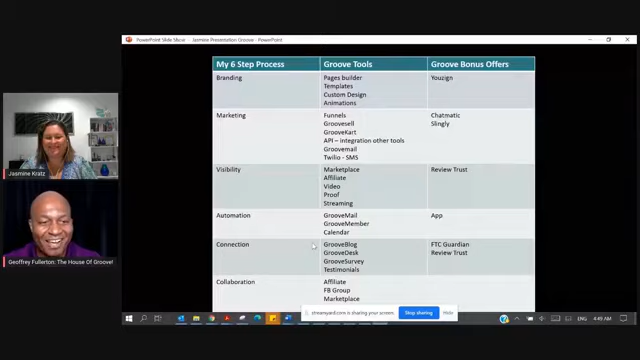 PowerPoint Slide Show - Jasmine Presentation Groove - PowerPoint
My 6 Step Process
Groove Tools
Groove Bonus Offers
Branding
Pages builder
Templates
Custom Design
Animations
Youzign
Marketing
Funnels
Groovesell
GrooveKart
API – integration other tools
Groovemail
Twilio - SMS
Chatmatic
Slingly
Visibility
Marketplace
Affiliate
Video
Proof
Streaming
Review Trust
Automation
GrooveMail
GrooveMember
Calendar
App
Connection
GrooveBlog
GrooveDesk
GrooveSurvey
Testimonials
FTC Guardian
Review Trust
Collaboration
Affiliate
FB Group
Marketplace
Jasmine Kratz
Geoffrey Fullerton: The House Of Groove!
streamyard.com is sharing your screen.
Stop sharing
Hide
ENG
4:49 AM